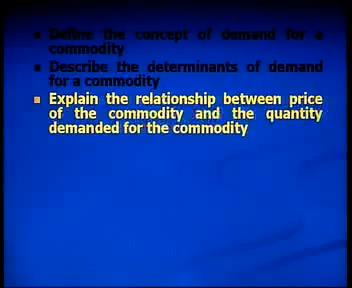 Define the concept of demand for a
commodity
Describe the determinants of demand
for a commodity
Explain the relationship between price
of the commodity and the quantity
demanded for the commodity